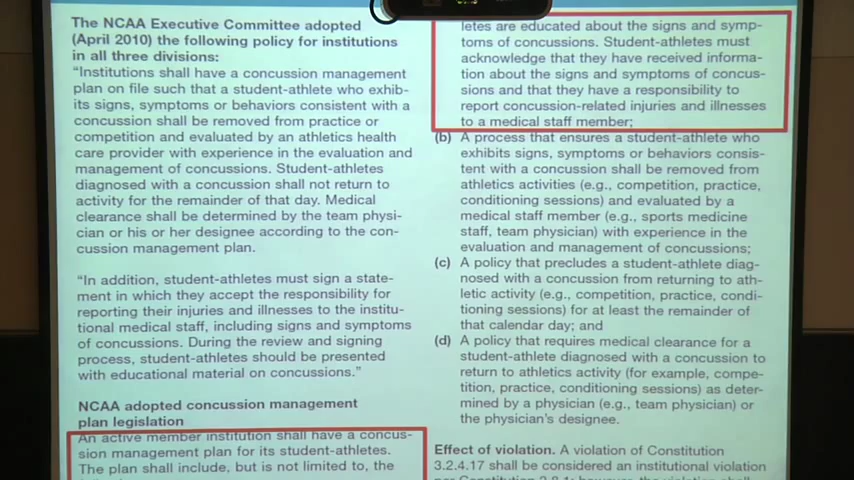 The NCAA Executive Committee adopted
(April 2010) the following policy for institutions
in all three divisions:
"Institutions shall have a concussion management
plan on file such that a student-athlete who exhib-
its signs, symptoms or behaviors consistent with a
concussion shall be removed from practice or
competition and evaluated by an athletics health
care provider with experience in the evaluation and
management of concussions. Student-athletes
diagnosed with a concussion shall not return to
activity for the remainder of that day. Medical
clearance shall be determined by the team physi-
cian or his or her designee according to the con-
cussion management plan.
"In addition, student-athletes must sign a state-
ment in which they accept the responsibility for
reporting their injuries and illnesses to the institu-
tional medical staff, including signs and symptoms
of concussions. During the review and signing
process, student-athletes should be presented
with educational material on concussions."
NCAA adopted concussion management
plan legislation
An active member institution shall have a concus-
sion management plan for its student-athletes.
The plan shall include, but is not limited to, the
letes are educated about the signs and symp-
toms of concussions. Student-athletes must
acknowledge that they have received informa-
tion about the signs and symptoms of concus-
sions and that they have a responsibility to
report concussion-related injuries and illnesses
to a medical staff member;
(b) A process that ensures a student-athlete who
exhibits signs, symptoms or behaviors consis-
tent with a concussion shall be removed from
athletics activities (e.g., competition, practice,
conditioning sessions) and evaluated by a
medical staff member (e.g., sports medicine
staff, team physician) with experience in the
evaluation and management of concussions;
(c) A policy that precludes a student-athlete diag-
nosed with a concussion from returning to ath-
letic activity (e.g., competition, practice, condi-
tioning sessions) for at least the remainder of
that calendar day; and
(d) A policy that requires medical clearance for a
student-athlete diagnosed with a concussion to
return to athletics activity (for example, compe-
tition, practice, conditioning sessions) as deter-
mined by a physician (e.g., team physician) or
the physician's designee.
Effect of violation. A violation of Constitution
3.2.4.17 shall be considered an institutional violation